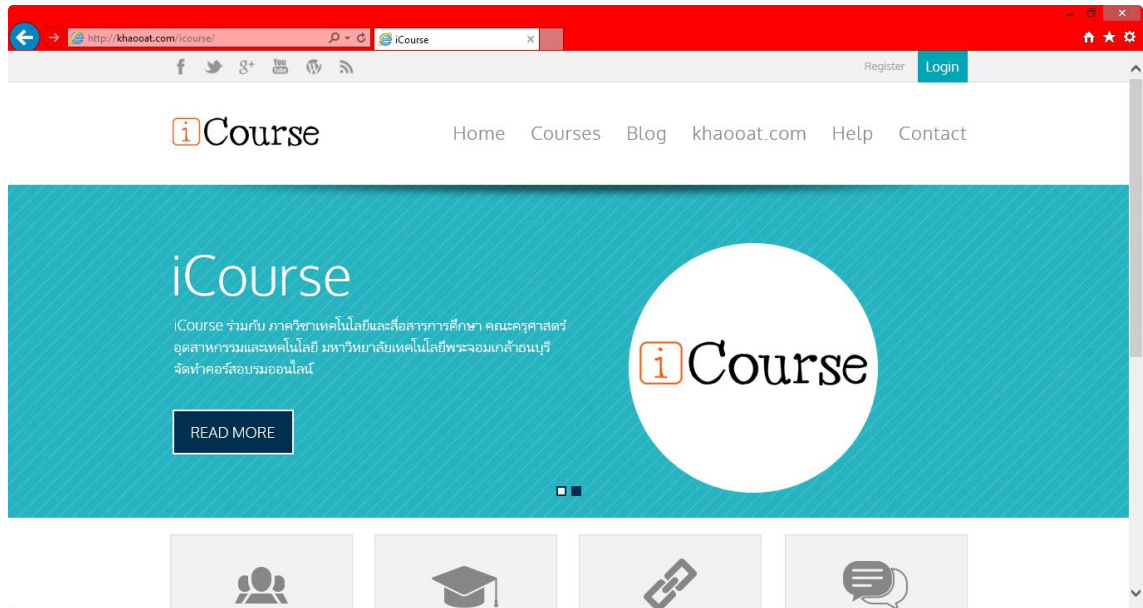 http://khaooat.com/icourse/
iCourse
f g+ You Tube
Register Login
iCourse
Home Courses Blog khaooat.com Help Contact
iCourse
iCourse ร่วมกับ ภาควิชาเทคโนโลยีและสื่อสารการศึกษา คณะครุศาสตร์
อุตสาหกรรมและเทคโนโลยี มหาวิทยาลัยเทคโนโลยีพระจอมเกล้าธนบุรี
จัดทำคอร์สอบรมออนไลน์
READ MORE
iCourse